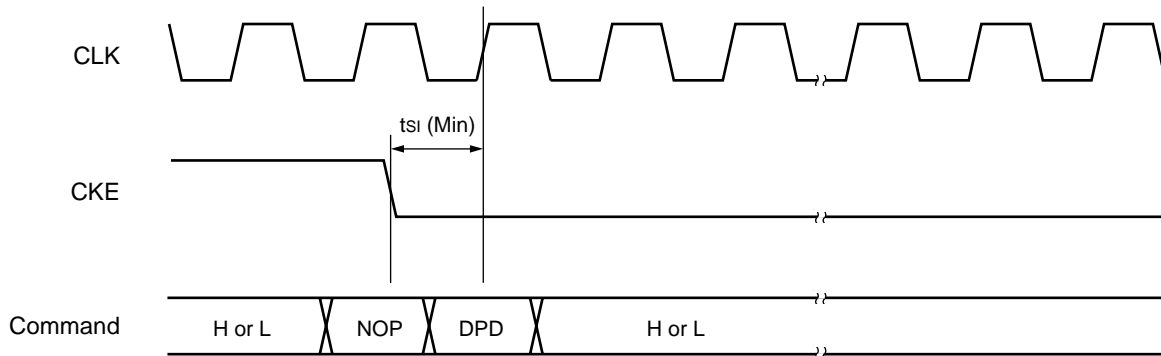 CLK
tSI (Min)
CKE
Command
H or L
NOP
DPD
H or L